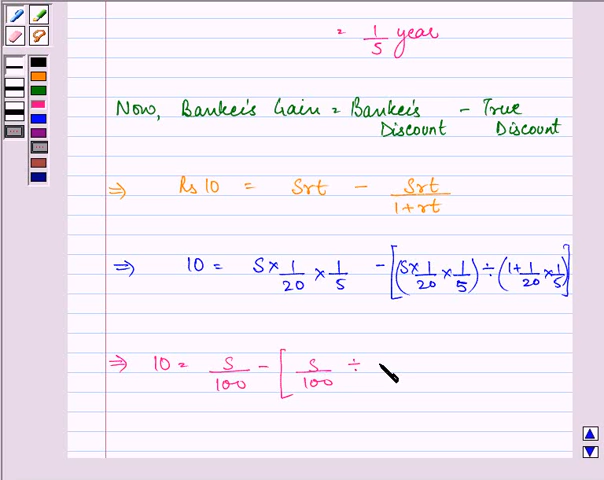 = 1/5 year
Now, Banker's Gain = Banker's Discount - True Discount
⇒ Rs 10 = Srt - Srt/(1+rt)
⇒ 10 = S × 1/20 × 1/5 - [(S × 1/20 × 1/5) ÷ (1 + 1/20 × 1/5)]
⇒ 10 = S/100 - [ S/100 ÷